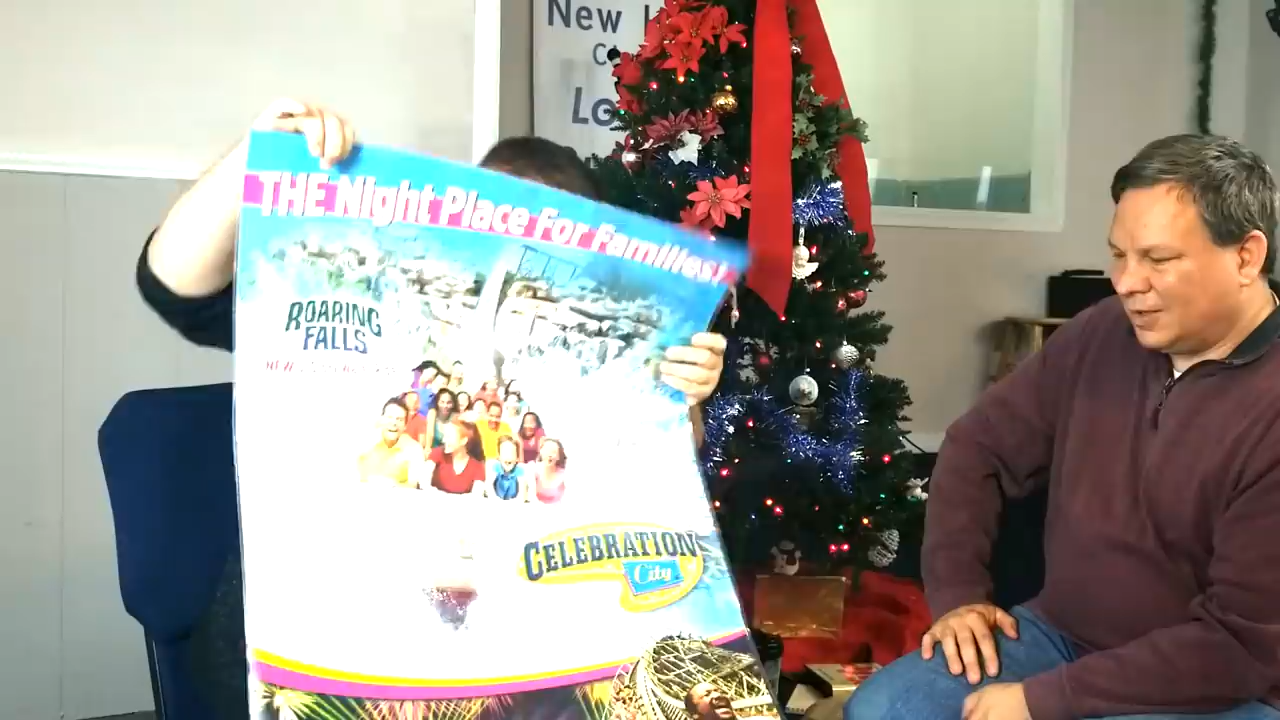 New
Lo
THE Night Place For Families!
ROARING
FALLS
CELEBRATION
City